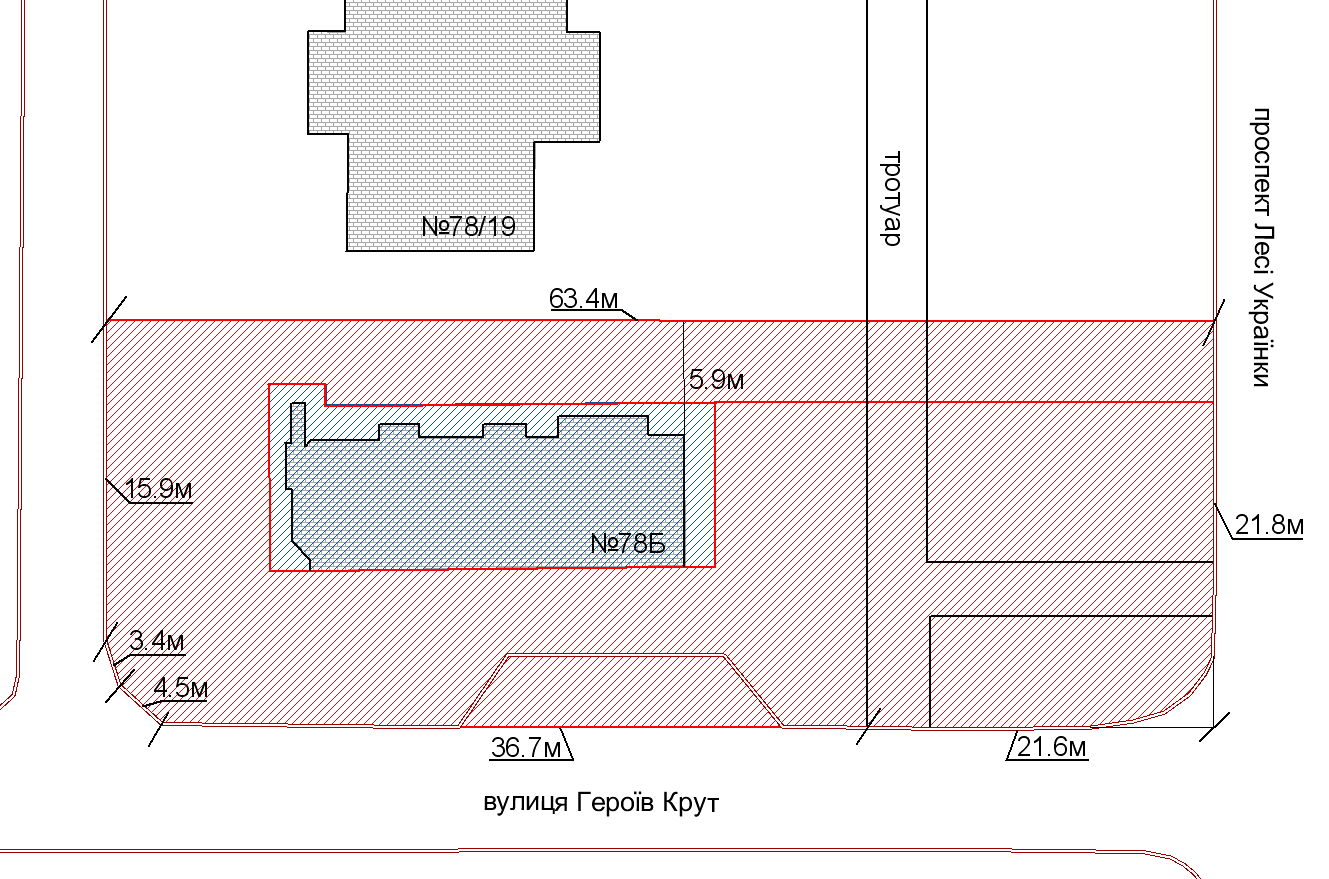 проспект Лесі Українки
тротуар
№78/19
63.4м
5.9м
15.9м
№78Б
21.8м
3.4м
4.5м
36.7м
21.6м
вулиця Героїв Крут